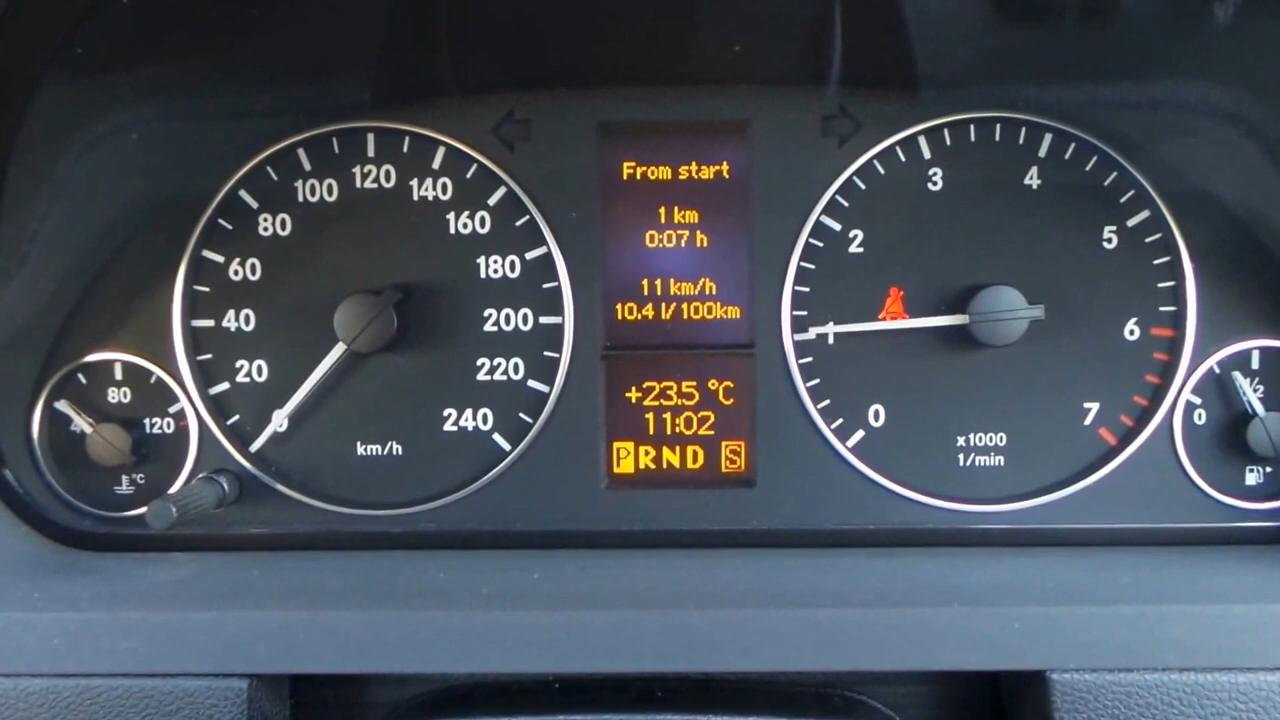 0 20 40 60 80 100 120 140 160 180 200 220 240
km/h
80
120
°C
From start
1 km
0:07 h
11 km/h
10.4 l/100km
+23.5 °C
11:02
PRND S
0 1 2 3 4 5 6 7
x1000
1/min
0
1/2